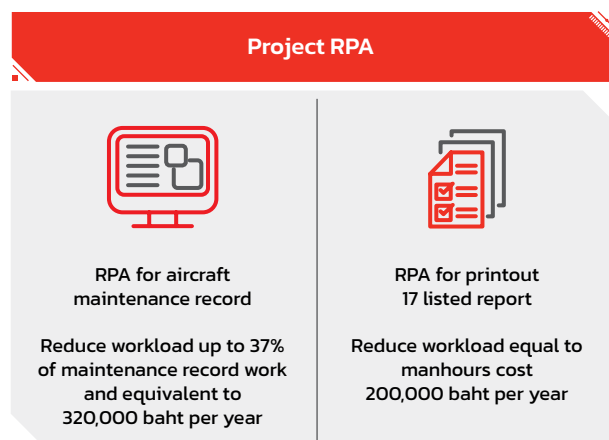 Project RPA
RPA for aircraft
maintenance record
Reduce workload up to 37%
of maintenance record work
and equivalent to
320,000 baht per year
RPA for printout
17 listed report
Reduce workload equal to
manhours cost
200,000 baht per year